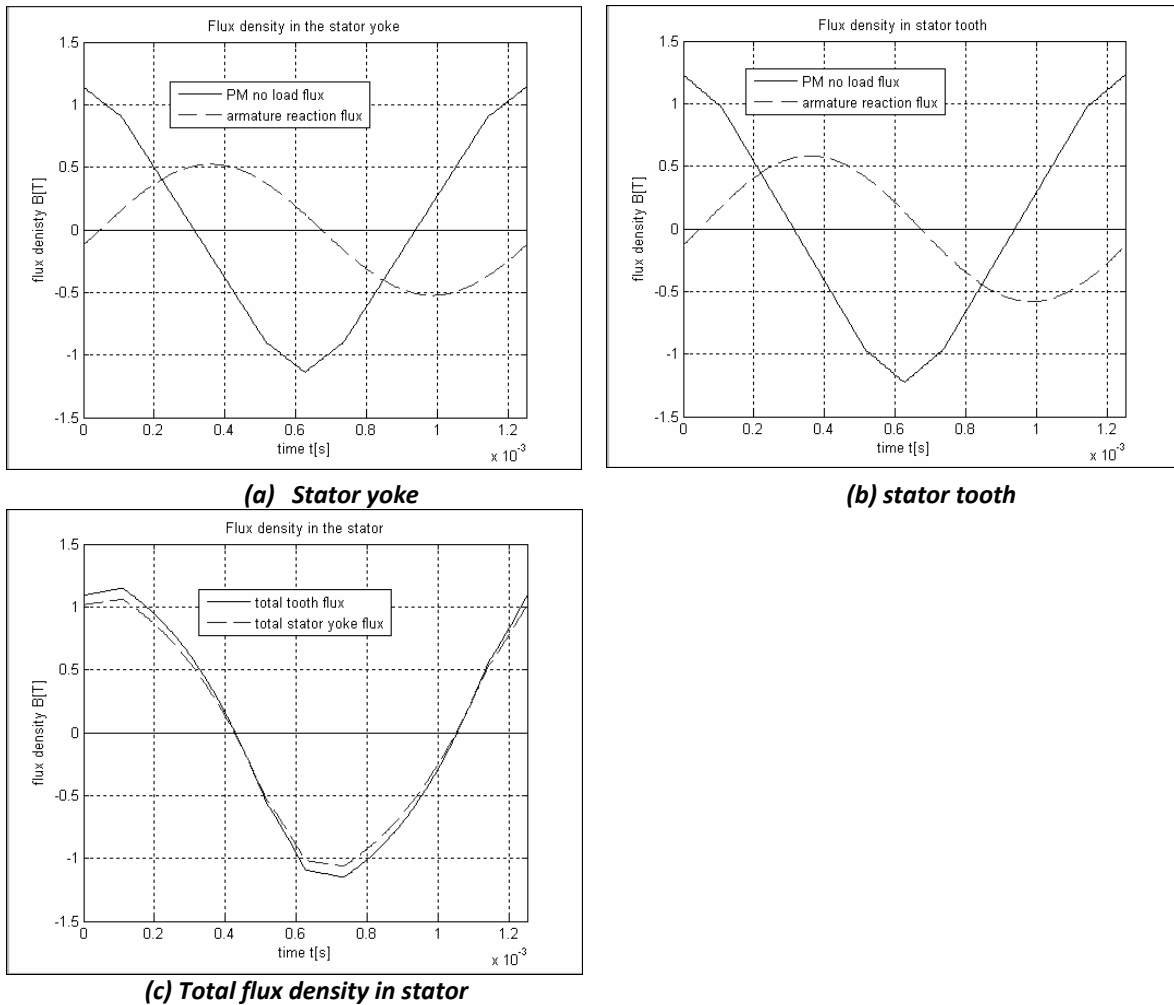 Flux density in the stator yoke
1.5
1
0.5
0
-0.5
-1
-1.5
flux denisty B[T]
PM no load flux
armature reaction flux
0 0.2 0.4 0.6 0.8 1 1.2
time t[s]
x 10⁻³
(a) Stator yoke
Flux density in stator tooth
1.5
1
0.5
0
-0.5
-1
-1.5
flux density B[T]
PM no load flux
armature reaction flux
0 0.2 0.4 0.6 0.8 1 1.2
time t[s]
x 10⁻³
(b) stator tooth
Flux density in the stator
1.5
1
0.5
0
-0.5
-1
-1.5
flux density B[T]
total tooth flux
total stator yoke flux
0 0.2 0.4 0.6 0.8 1 1.2
time t[s]
x 10⁻³
(c) Total flux density in stator